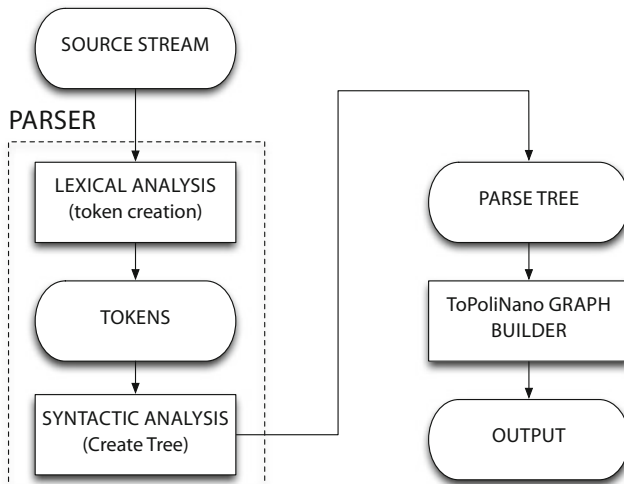 SOURCE STREAM
PARSER
LEXICAL ANALYSIS
(token creation)
TOKENS
SYNTACTIC ANALYSIS
(Create Tree)
PARSE TREE
ToPoliNano GRAPH
BUILDER
OUTPUT